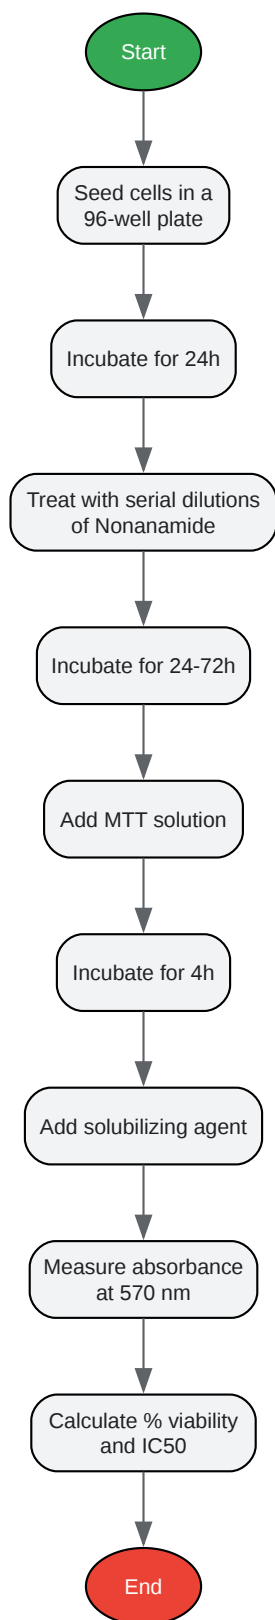 Start
Seed cells in a
96-well plate
Incubate for 24h
Treat with serial dilutions
of Nonanamide
Incubate for 24-72h
Add MTT solution
Incubate for 4h
Add solubilizing agent
Measure absorbance
at 570 nm
Calculate % viability
and IC50
End